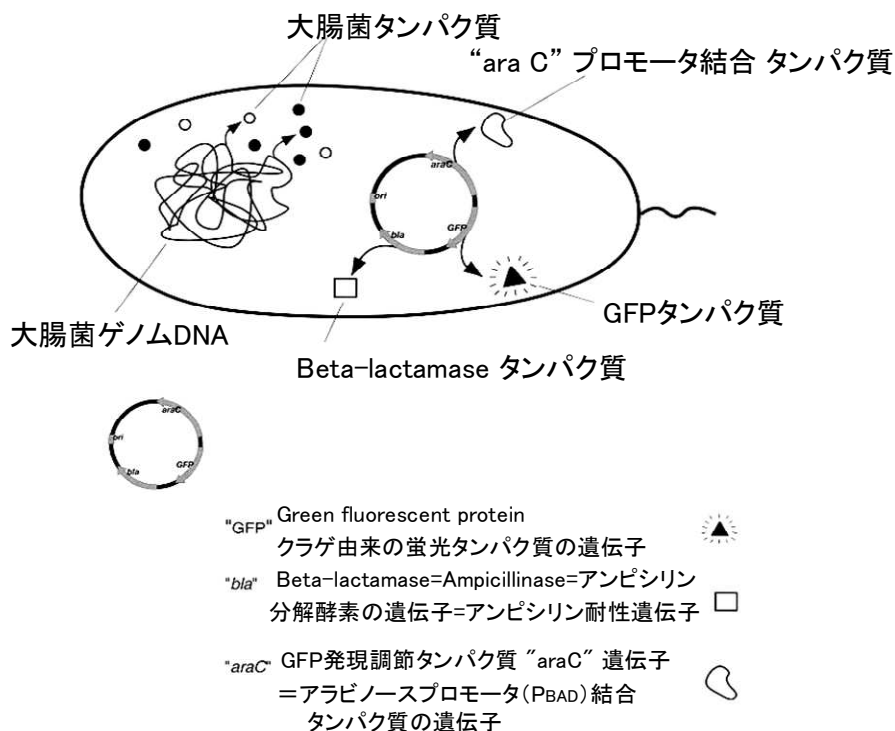 大腸菌タンパク質
“ara C” プロモータ結合 タンパク質
araC
ori
GFP
bla
GFPタンパク質
大腸菌ゲノムDNA
Beta-lactamase タンパク質
araC
ori
GFP
bla
"GFP" Green fluorescent protein
クラゲ由来の蛍光タンパク質の遺伝子
"bla" Beta-lactamase=Ampicillinase=アンピシリン
分解酵素の遺伝子=アンピシリン耐性遺伝子
"araC" GFP発現調節タンパク質 "araC" 遺伝子
=アラビノースプロモータ(PBAD)結合
タンパク質の遺伝子